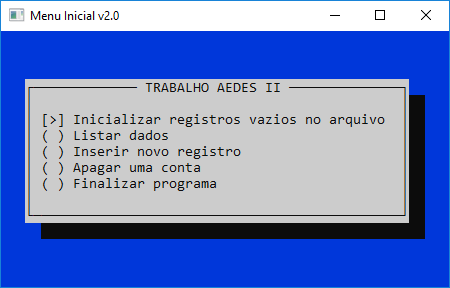 Menu Inicial v2.0
TRABALHO AEDES II
[>] Inicializar registros vazios no arquivo
( ) Listar dados
( ) Inserir novo registro
( ) Apagar uma conta
( ) Finalizar programa